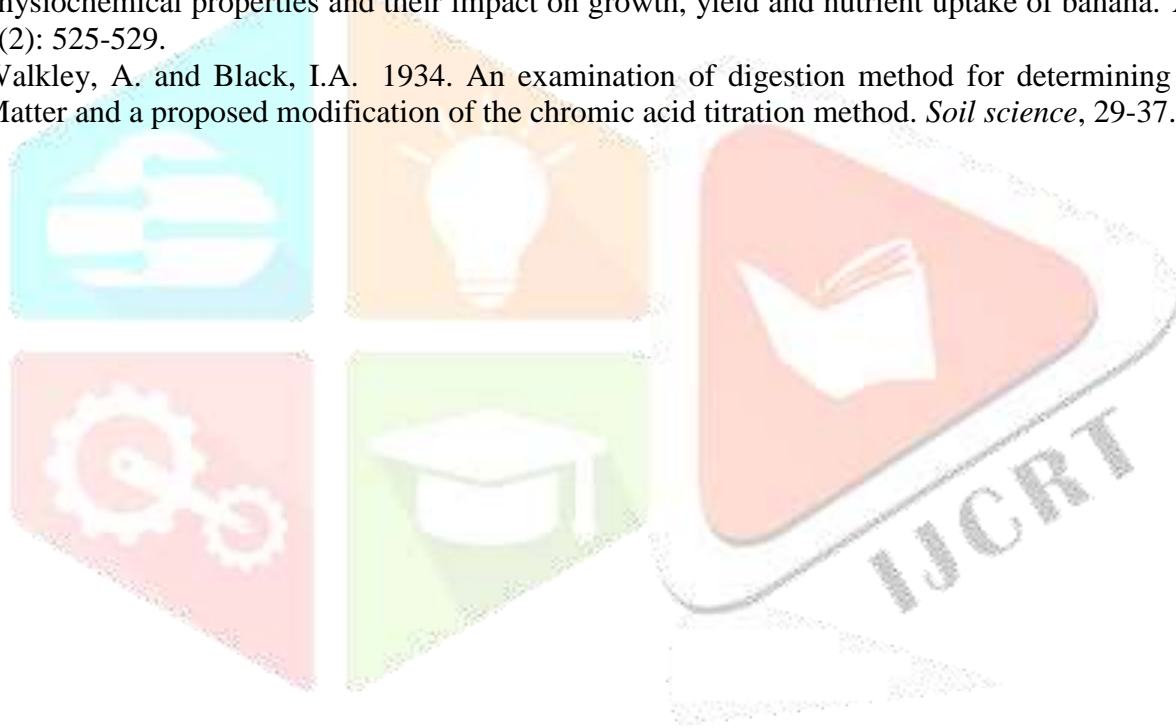 physiochemical properties and their impact on growth, yield and nutrient uptake of banana.
(2): 525-529.
Walkley, A. and Black, I.A. 1934. An examination of digestion method for determining
Matter and a proposed modification of the chromic acid titration method. Soil science, 29-37.
IJCRT